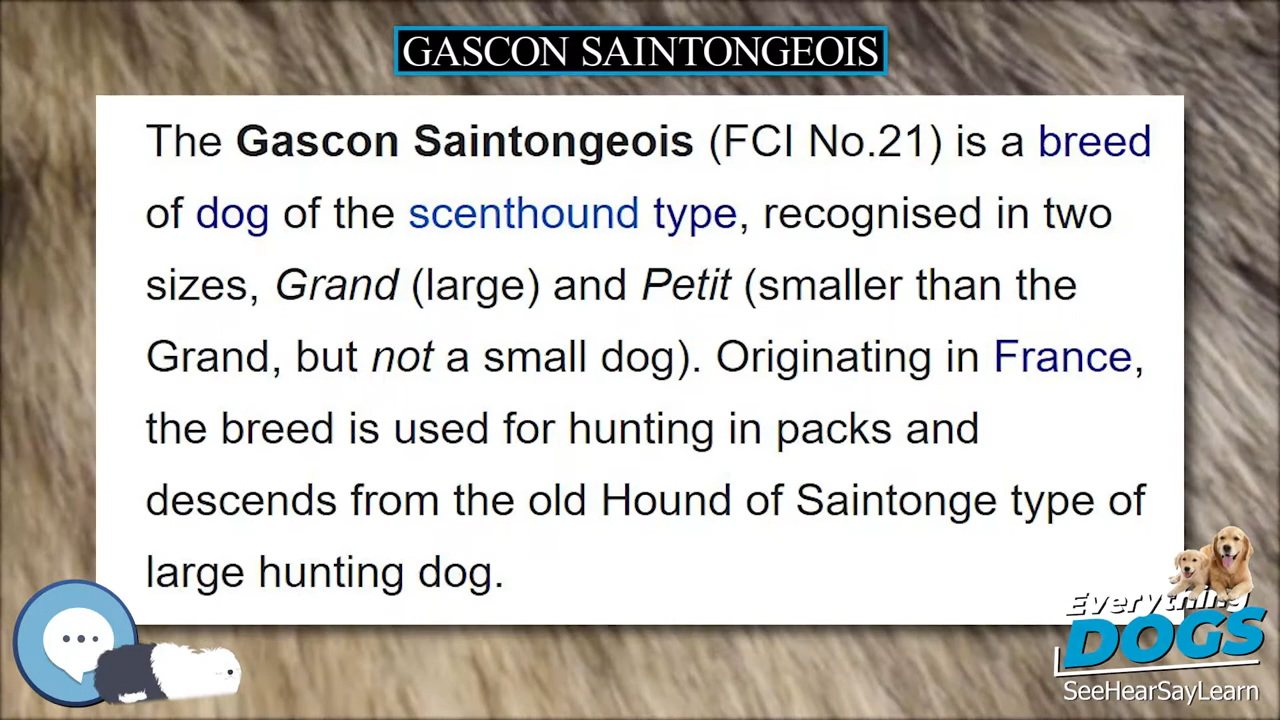 GASCON SAINTONGEOIS
The Gascon Saintongeois (FCI No.21) is a breed
of dog of the scenthound type, recognised in two
sizes, Grand (large) and Petit (smaller than the
Grand, but not a small dog). Originating in France,
the breed is used for hunting in packs and
descends from the old Hound of Saintonge type of
large hunting dog.
Everything
DOGS
SeeHearSayLearn